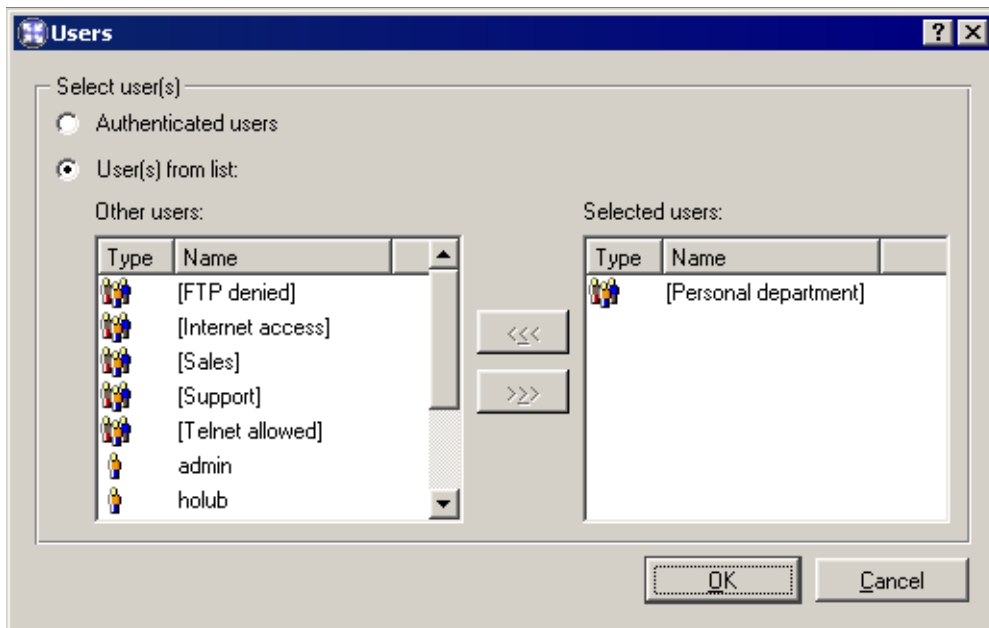 Users
Select user(s)
Authenticated users
User(s) from list:
Other users:
Type Name
[FTP denied]
[Internet access]
[Sales]
[Support]
[Telnet allowed]
admin
holub
<<<
>>>
Selected users:
Type Name
[Personal department]
OK Cancel